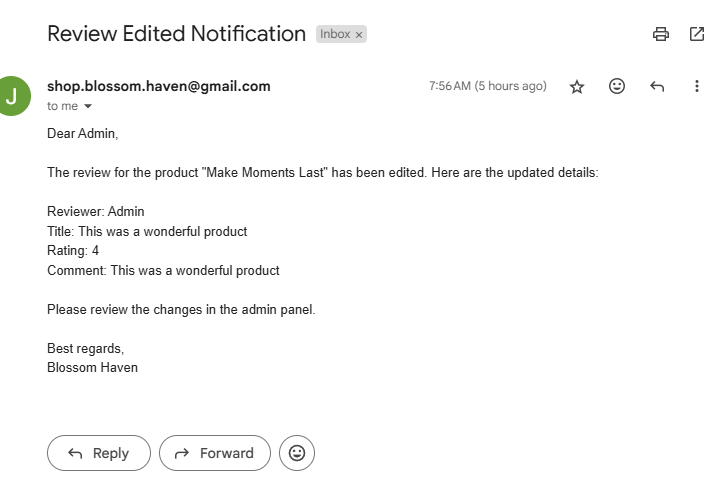 Review Edited Notification
Inbox ×
J
shop.blossom.haven@gmail.com
7:56 AM (5 hours ago)
to me
Dear Admin,
The review for the product "Make Moments Last" has been edited. Here are the updated details:
Reviewer: Admin
Title: This was a wonderful product
Rating: 4
Comment: This was a wonderful product
Please review the changes in the admin panel.
Best regards,
Blossom Haven
Reply
Forward